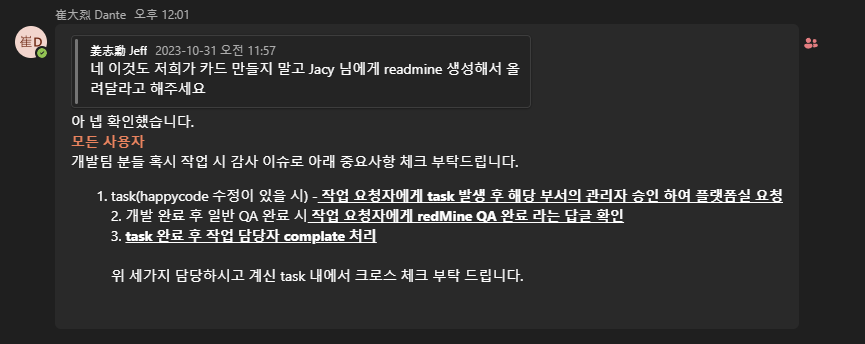 崔大烈 Dante 오후 12:01
崔D
姜志勳 Jeff 2023-10-31 오전 11:57
네 이것도 저희가 카드 만들지 말고 Jacy 님에게 readmine 생성해서 올
려달라고 해주세요
아 넵 확인했습니다.
모든 사용자
개발팀 분들 혹시 작업 시 감사 이슈로 아래 중요사항 체크 부탁드립니다.
1. task(happycode 수정이 있을 시) - 작업 요청자에게 task 발생 후 해당 부서의 관리자 승인 하여 플랫폼실 요청
2. 개발 완료 후 일반 QA 완료 시 작업 요청자에게 redMine QA 완료 라는 답글 확인
3. task 완료 후 작업 담당자 complate 처리
위 세가지 담당하시고 계신 task 내에서 크로스 체크 부탁 드립니다.